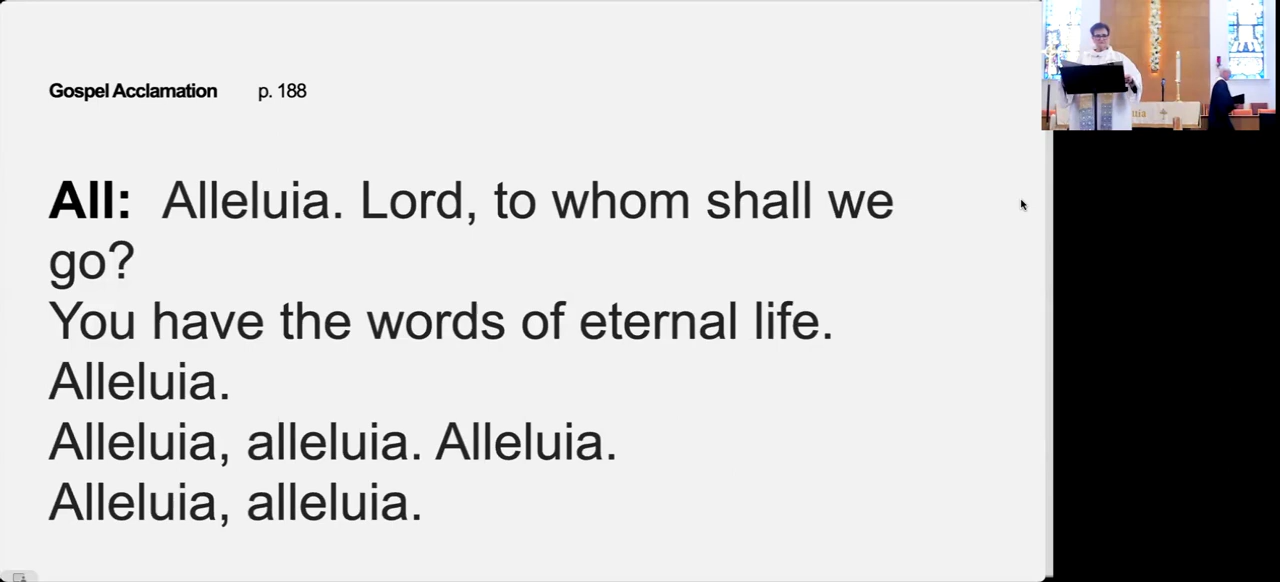 Gospel Acclamation p. 188
All: Alleluia. Lord, to whom shall we
go?
You have the words of eternal life.
Alleluia.
Alleluia, alleluia. Alleluia.
Alleluia, alleluia.